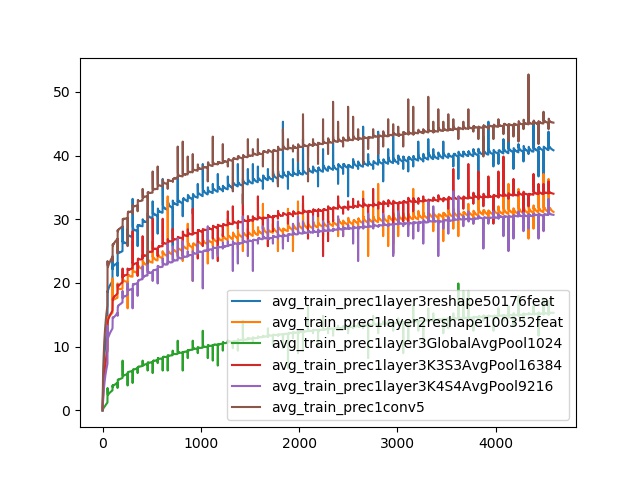 50
40
30
20
10
0
avg_train_prec1layer3reshape50176feat
avg_train_prec1layer2reshape100352feat
avg_train_prec1layer3GlobalAvgPool1024
avg_train_prec1layer3K3S3AvgPool16384
avg_train_prec1layer3K4S4AvgPool9216
avg_train_prec1conv5
0 1000 2000 3000 4000